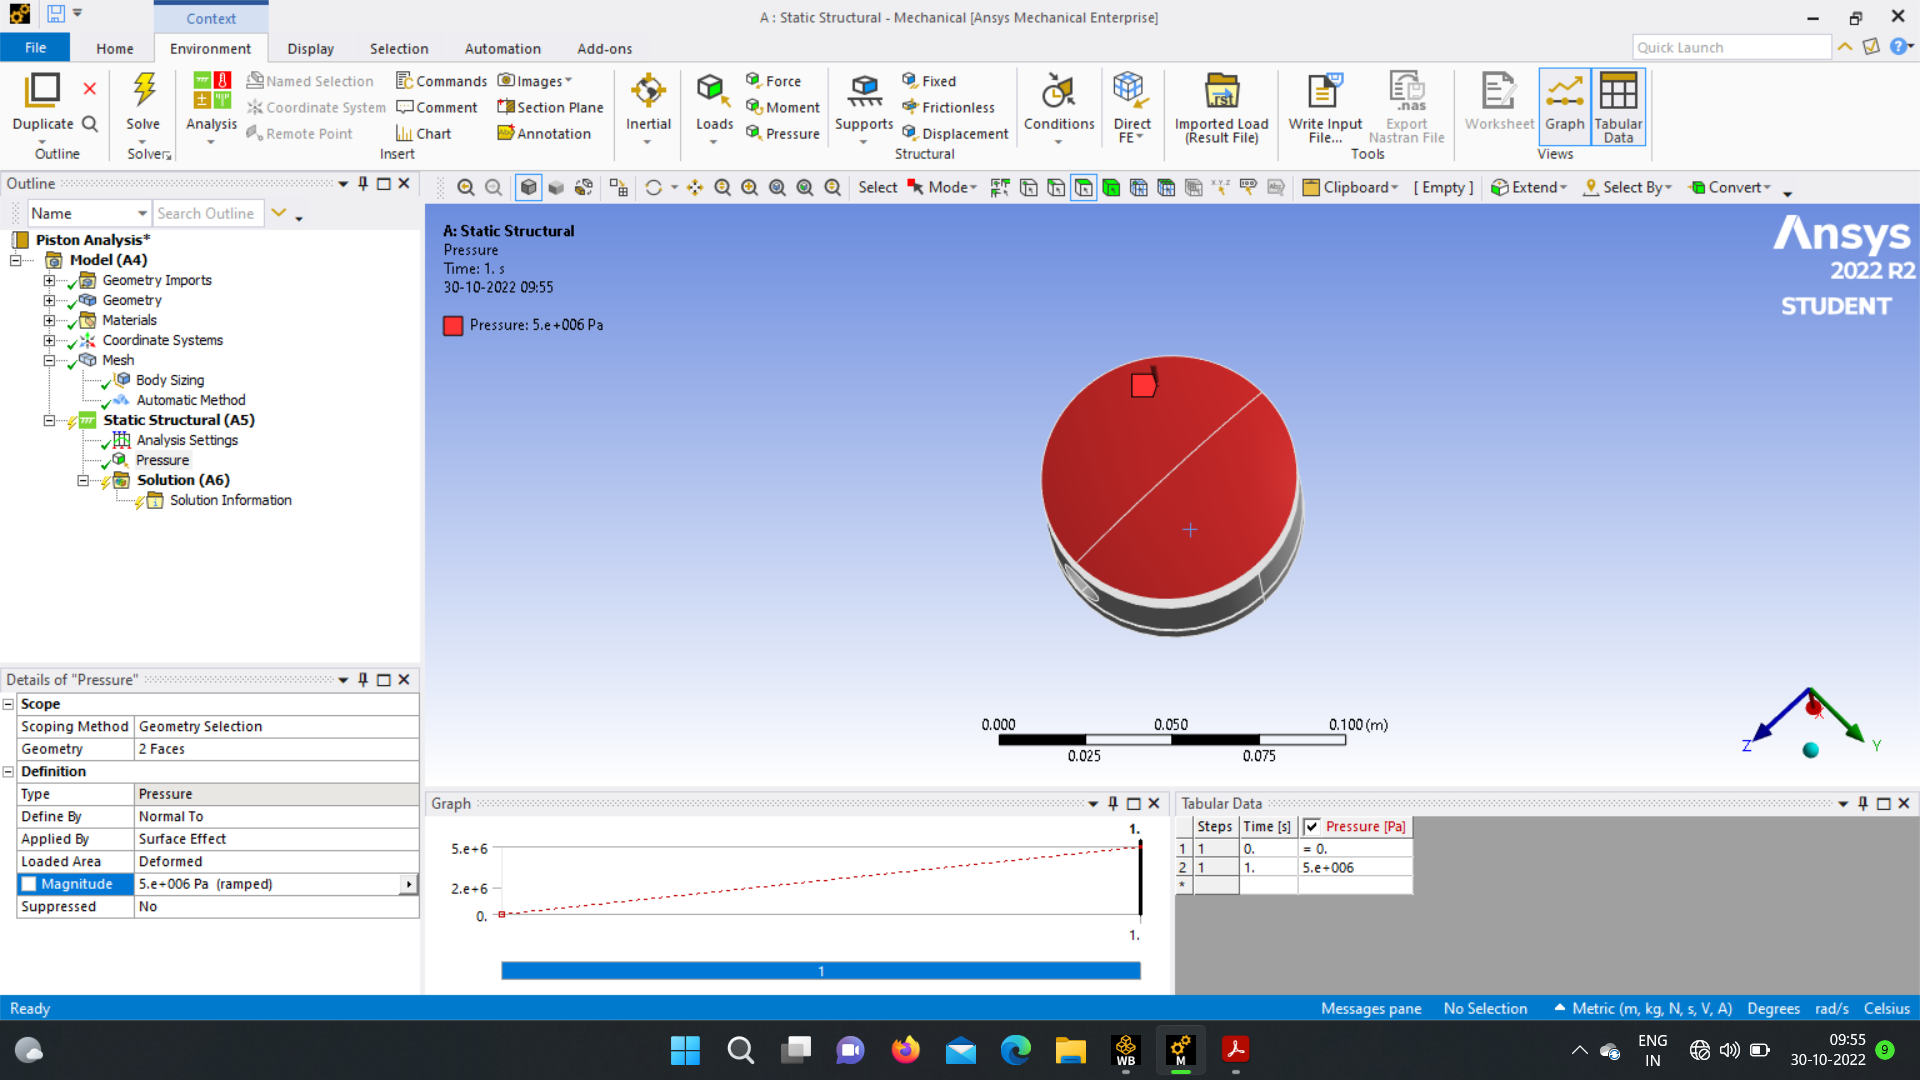 Context
A : Static Structural - Mechanical [Ansys Mechanical Enterprise]
File
Home
Environment
Display
Selection
Automation
Add-ons
Quick Launch
Duplicate
Outline
Solve
Solver
Analysis
Named Selection
Coordinate System
Remote Point
Commands
Comment
Chart
Images
Section Plane
Annotation
Insert
Inertial
Loads
Force
Moment
Pressure
Supports
Fixed
Frictionless
Displacement
Structural
Conditions
Direct
FE
Imported Load
(Result File)
Write Input
File...
Export
Nastran File
Tools
Worksheet
Graph
Tabular
Data
Views
Outline
Name
Search Outline
Select
Mode
Clipboard
[ Empty ]
Extend
Select By
Convert
Piston Analysis*
Model (A4)
Geometry Imports
Geometry
Materials
Coordinate Systems
Mesh
Body Sizing
Automatic Method
Static Structural (A5)
Analysis Settings
Pressure
Solution (A6)
Solution Information
A: Static Structural
Pressure
Time: 1. s
30-10-2022 09:55
Pressure: 5.e+006 Pa
Ansys
2022 R2
STUDENT
0.000
0.050
0.100 (m)
0.025
0.075
Z
X
Y
Details of "Pressure"
Scope
Scoping Method Geometry Selection
Geometry 2 Faces
Definition
Type Pressure
Define By Normal To
Applied By Surface Effect
Loaded Area Deformed
Magnitude 5.e+006 Pa (ramped)
Suppressed No
Graph
1.
5.e+6
2.e+6
0.
1.
1
Tabular Data
Steps Time [s] Pressure [Pa]
1 1 0. = 0.
2 1 1. 5.e+006
*
Ready
Messages pane
No Selection
Metric (m, kg, N, s, V, A)
Degrees
rad/s
Celsius
WB
M
ENG
IN
09:55
30-10-2022
9